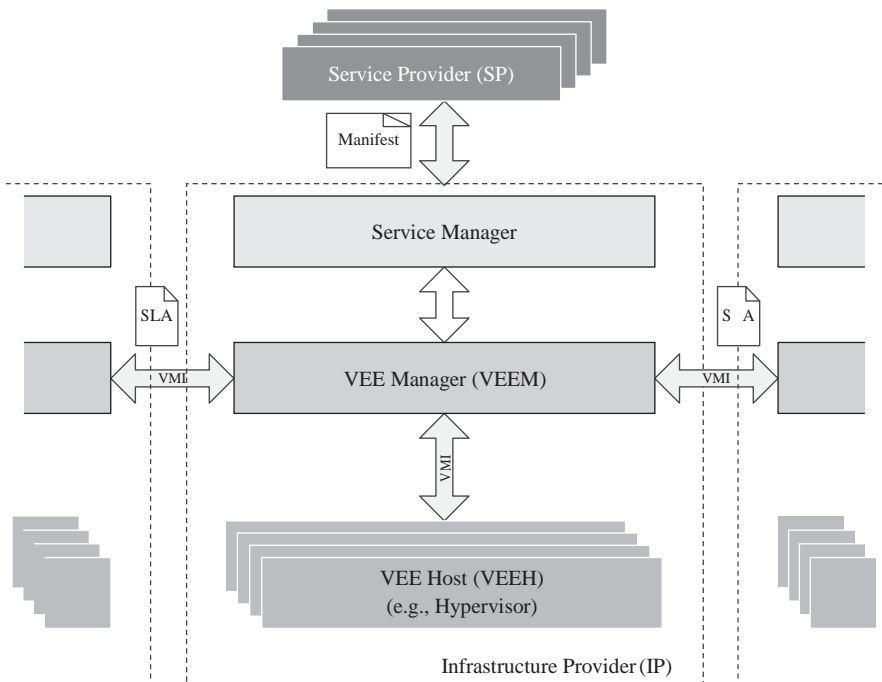 Service Provider (SP)
Manifest
Service Manager
SLA
S A
VMI
VEE Manager (VEEM)
VMI
VMI
VEE Host (VEEH)
(e.g., Hypervisor)
Infrastructure Provider (IP)